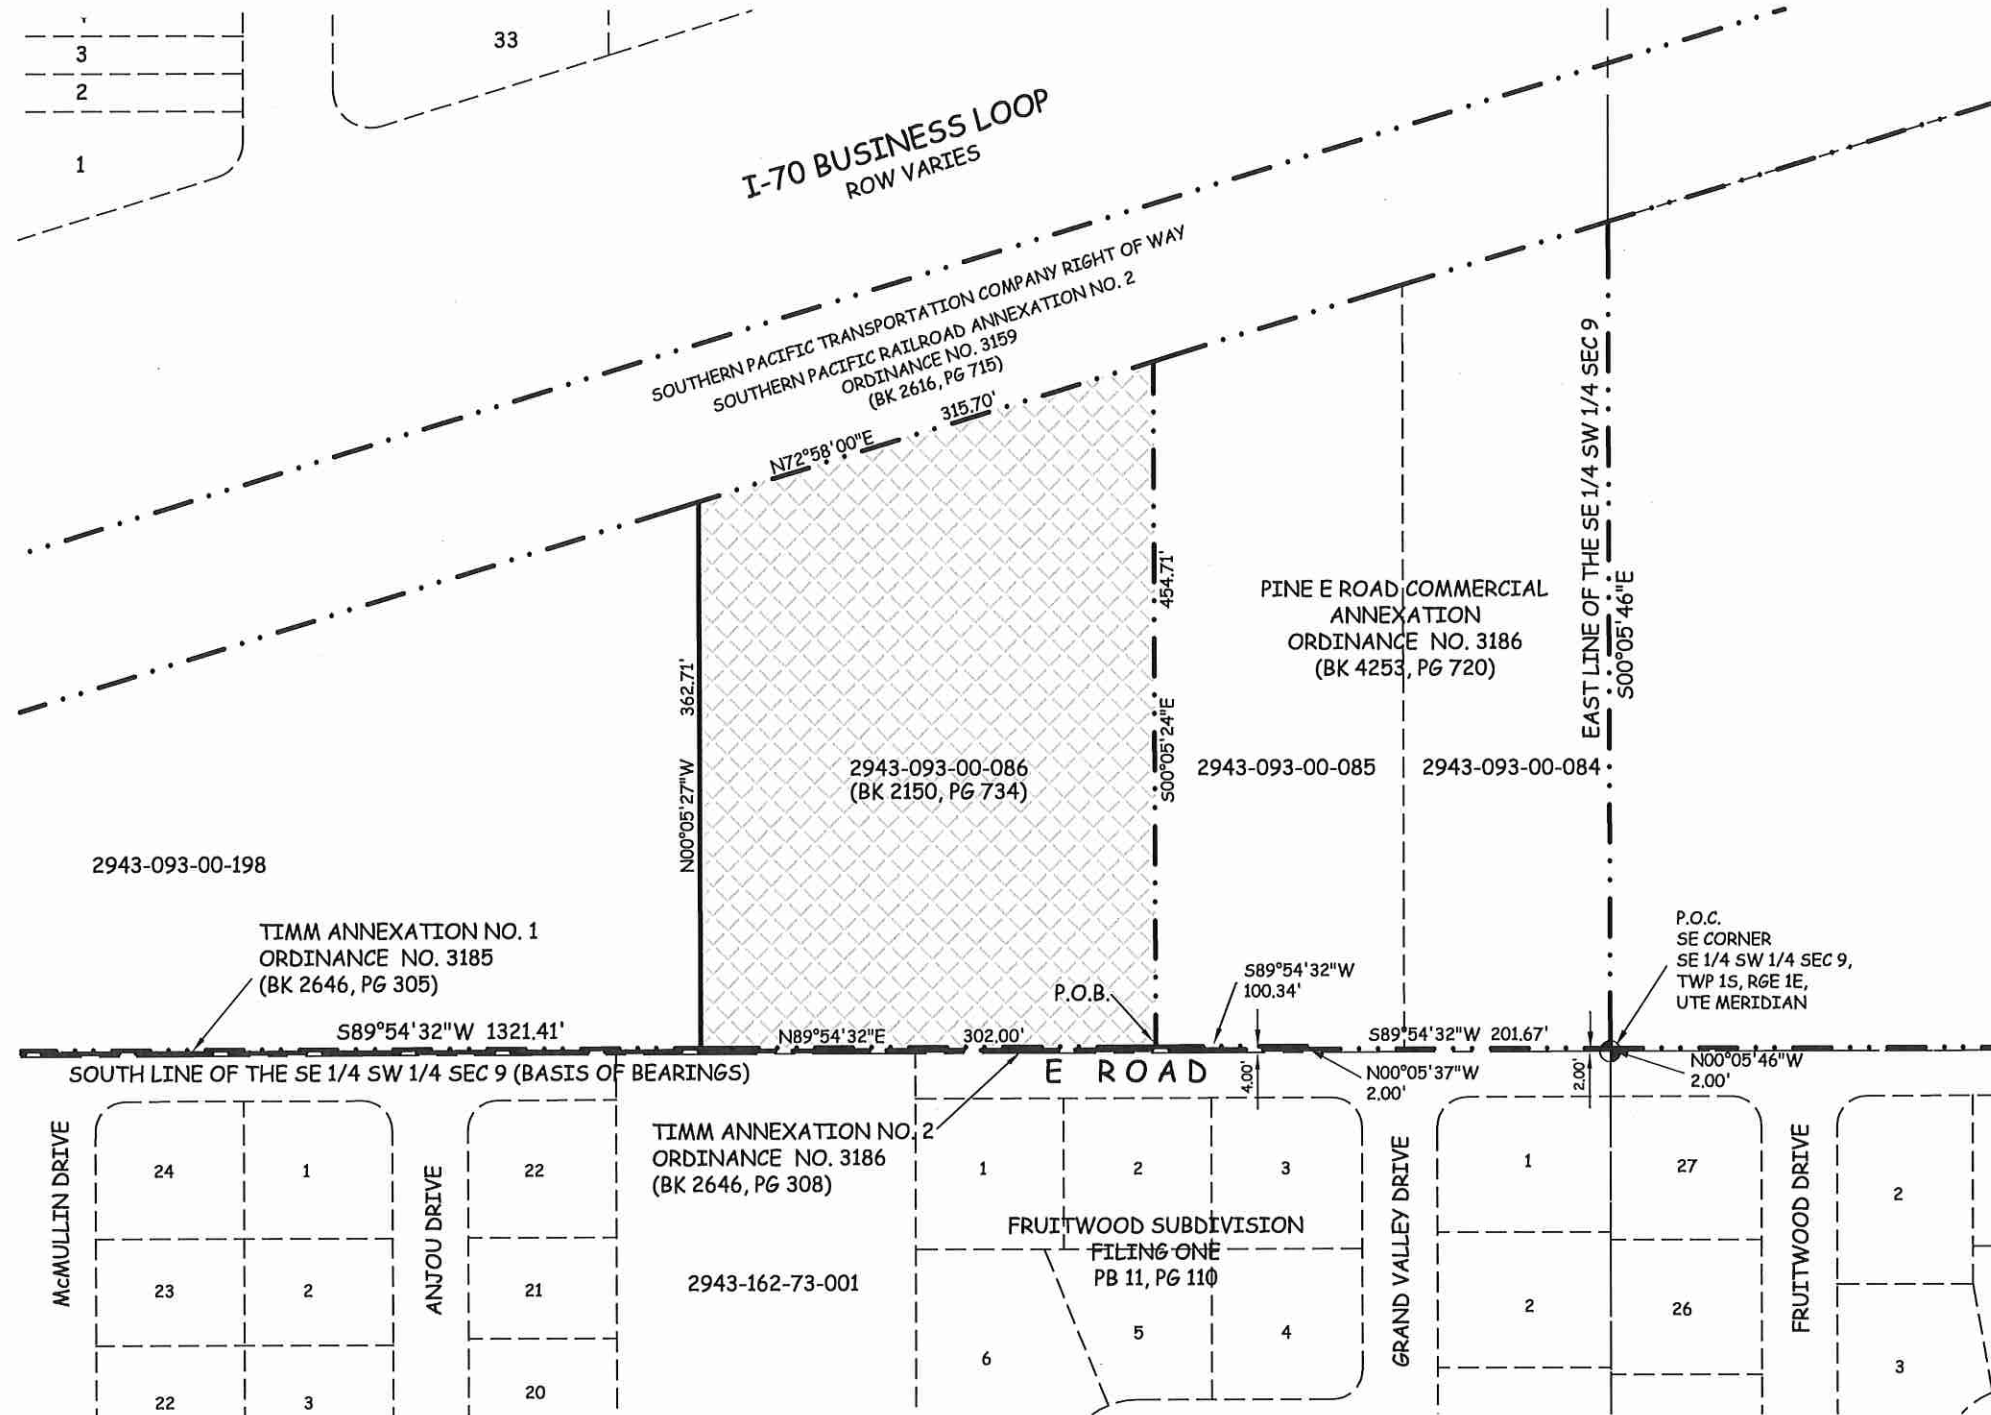 3
2
1
33
I-70 BUSINESS LOOP
ROW VARIES
SOUTHERN PACIFIC TRANSPORTATION COMPANY RIGHT OF WAY
SOUTHERN PACIFIC RAILROAD ANNEXATION NO. 2
ORDINANCE NO. 3159
(BK 2616, PG 715)
315.70'
N72°58'00"E
EAST LINE OF THE SE 1/4 SW 1/4 SEC 9
S00°05'46"E
454.71'
S00°05'24"E
PINE E ROAD COMMERCIAL
ANNEXATION
ORDINANCE NO. 3186
(BK 4253, PG 720)
362.71'
N00°05'27"W
2943-093-00-086
(BK 2150, PG 734)
2943-093-00-085
2943-093-00-084
2943-093-00-198
TIMM ANNEXATION NO. 1
ORDINANCE NO. 3185
(BK 2646, PG 305)
P.O.C.
SE CORNER
SE 1/4 SW 1/4 SEC 9,
TWP 1S, RGE 1E,
UTE MERIDIAN
P.O.B.
S89°54'32"W
100.34'
S89°54'32"W 1321.41'
N89°54'32"E 302.00'
S89°54'32"W 201.67'
SOUTH LINE OF THE SE 1/4 SW 1/4 SEC 9 (BASIS OF BEARINGS)
E ROAD
4.00'
N00°05'37"W
2.00'
2.00'
N00°05'46"W
2.00'
McMULLIN DRIVE
24
1
23
2
22
3
ANJOU DRIVE
22
21
20
TIMM ANNEXATION NO. 2
ORDINANCE NO. 3186
(BK 2646, PG 308)
2943-162-73-001
1
2
3
FRUITWOOD SUBDIVISION
FILING ONE
PB 11, PG 110
6
5
4
GRAND VALLEY DRIVE
1
27
2
26
FRUITWOOD DRIVE
2
3